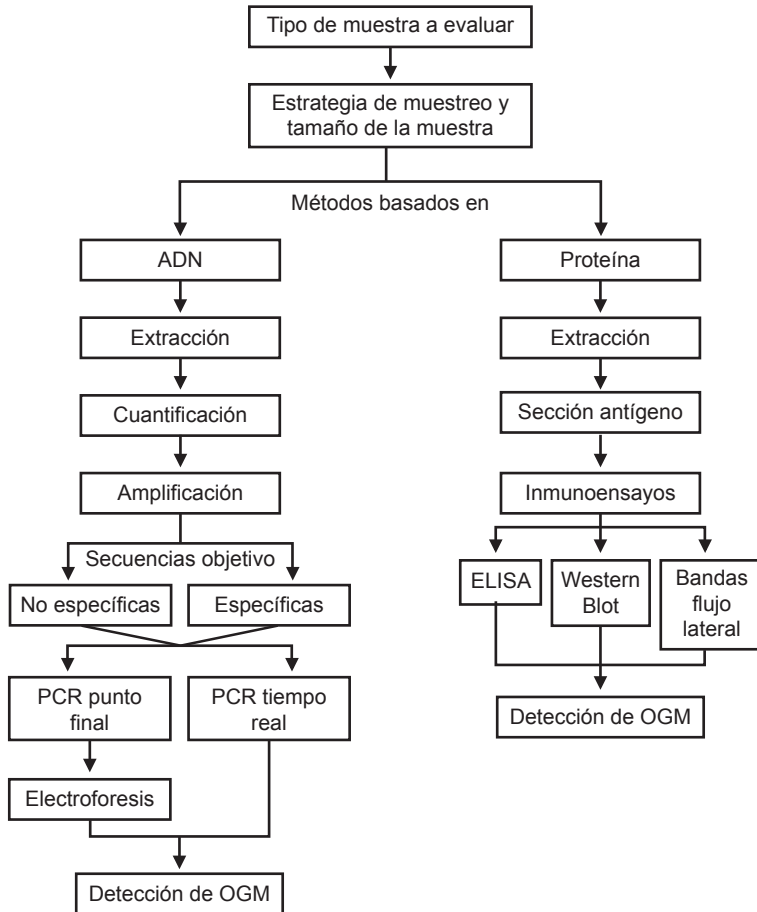 Tipo de muestra a evaluar
Estrategia de muestreo y
tamaño de la muestra
Métodos basados en
ADN
Proteína
Extracción
Extracción
Cuantificación
Sección antígeno
Amplificación
Inmunoensayos
Secuencias objetivo
No específicas
Específicas
ELISA
Western
Blot
Bandas
flujo
lateral
PCR punto
final
PCR tiempo
real
Detección de OGM
Electroforesis
Detección de OGM